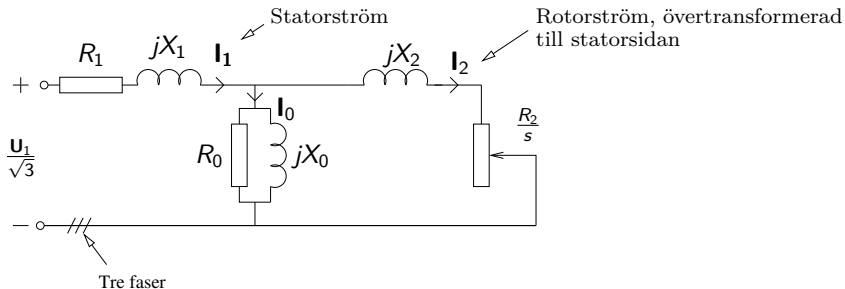 Statorström
Rotorström, övertransformerad
till statorsidan
R₁
jX₁
I₁
jX₂
I₂
+
I₀
R₂/s
U₁/√3
R₀
jX₀
−
Tre faser